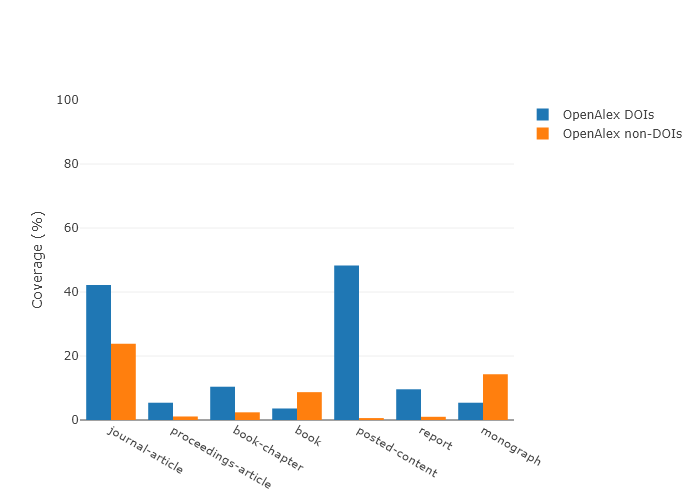 100
80
60
40
20
0
Coverage (%)
journal-article
proceedings-article
book-chapter
book
posted-content
report
monograph
OpenAlex DOIs
OpenAlex non-DOIs